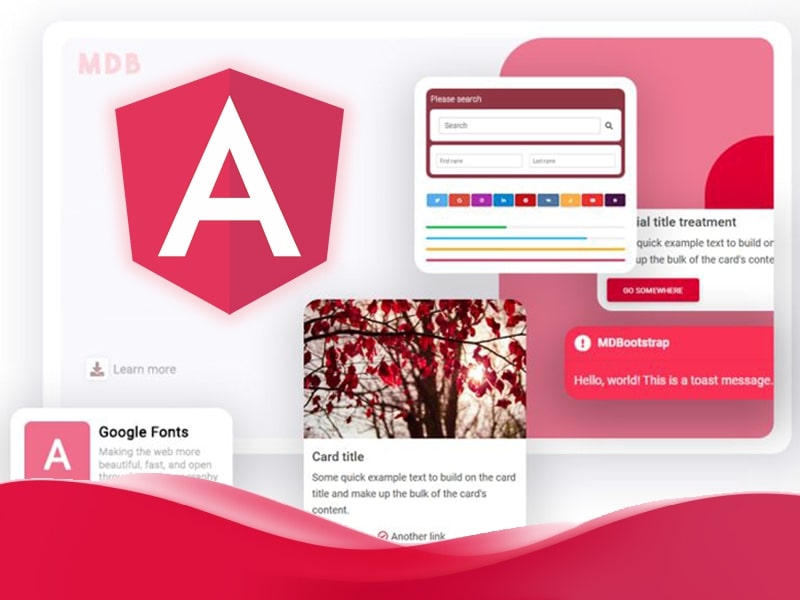 MDB
A
Please search
Search
First name
Last name
ial title treatment
quick example text to build on
up the bulk of the card's conte
GO SOMEWHERE
MDBootstrap
Hello, world! This is a toast message.
Learn more
A
Google Fonts
Making the web more
beautiful, fast, and open
Card title
Some quick example text to build on the card
title and make up the bulk of the card's
content.
Another link